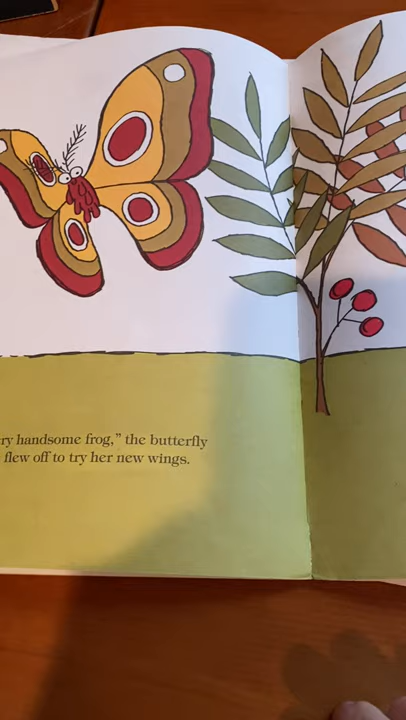 ry handsome frog," the butterfly
flew off to try her new wings.